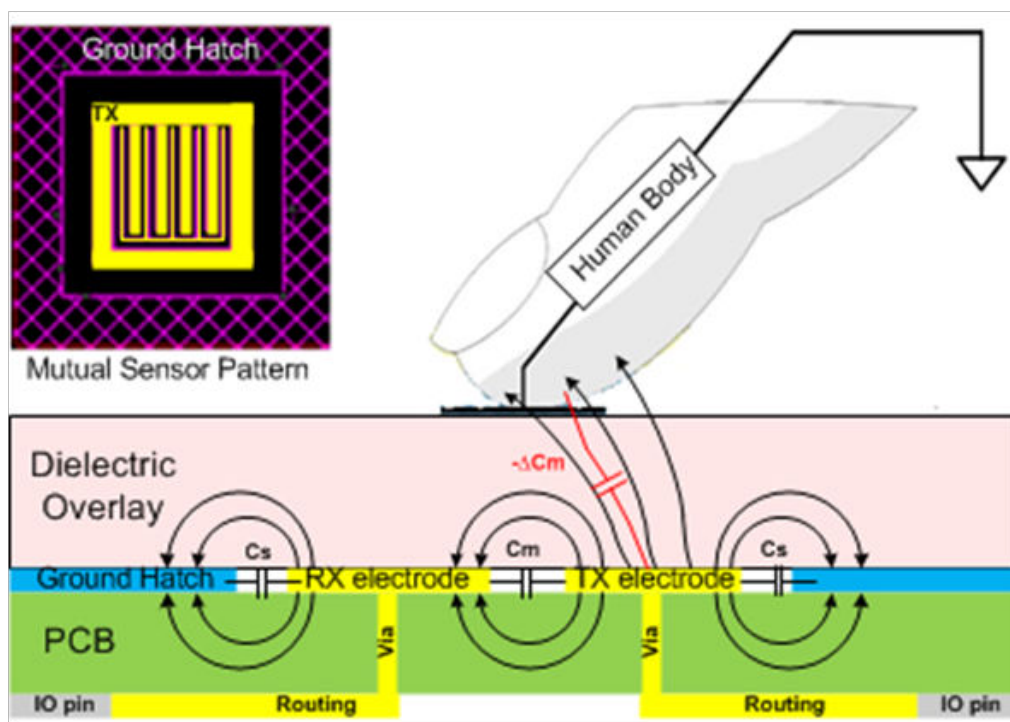 Ground Hatch
TX
Mutual Sensor Pattern
Human Body
Dielectric
Overlay
-ΔCm
Cs
Cm
Cs
Ground Hatch
RX electrode
TX electrode
PCB
Via
Via
IO pin
Routing
Routing
IO pin